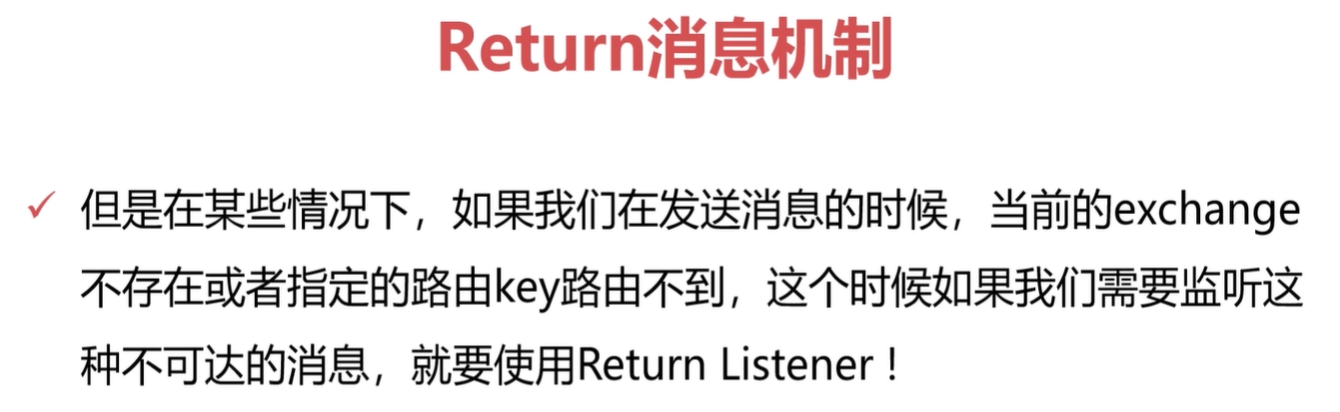 Return消息机制
✓ 但是在某些情况下，如果我们在发送消息的时候，当前的exchange
不存在或者指定的路由key路由不到，这个时候如果我们需要监听这
种不可达的消息，就要使用Return Listener！